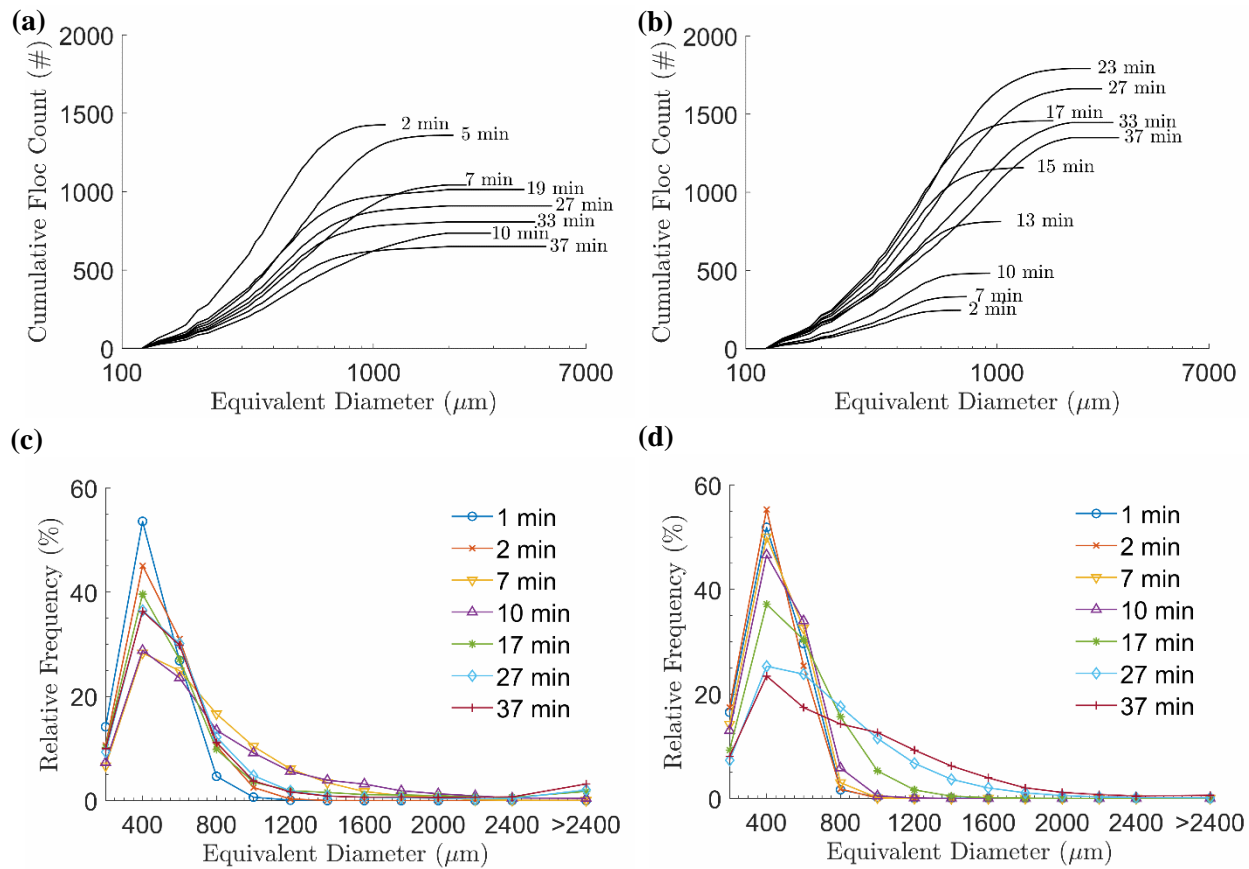 (a)
Cumulative Floc Count (#)
2000
1500
1000
500
0
2 min
5 min
7 min
19 min
27 min
33 min
10 min
37 min
100
1000
7000
Equivalent Diameter (μm)
(b)
Cumulative Floc Count (#)
2000
1500
1000
500
0
23 min
27 min
17 min
33 min
37 min
15 min
13 min
10 min
7 min
2 min
100
1000
7000
Equivalent Diameter (μm)
(c)
Relative Frequency (%)
60
40
20
0
1 min
2 min
7 min
10 min
17 min
27 min
37 min
400 800 1200 1600 2000 2400 >2400
Equivalent Diameter (μm)
(d)
Relative Frequency (%)
60
40
20
0
1 min
2 min
7 min
10 min
17 min
27 min
37 min
400 800 1200 1600 2000 2400 >2400
Equivalent Diameter (μm)